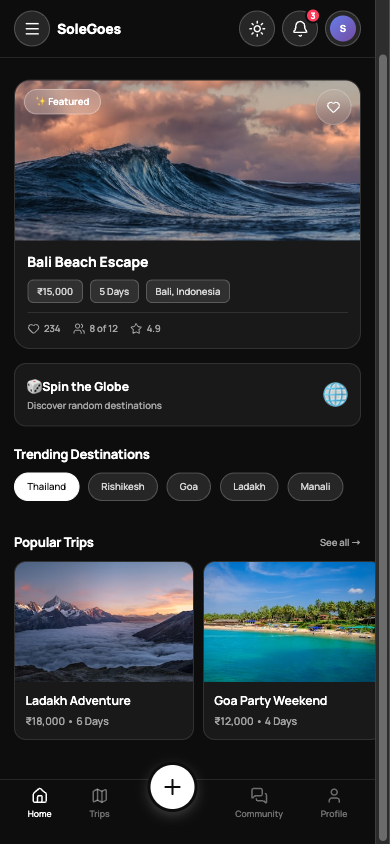 SoleGoes
3
S
✨ Featured
Bali Beach Escape
₹15,000
5 Days
Bali, Indonesia
234
8 of 12
4.9
🎲Spin the Globe
Discover random destinations
Trending Destinations
Thailand
Rishikesh
Goa
Ladakh
Manali
Popular Trips
See all →
Ladakh Adventure
₹18,000 • 6 Days
Goa Party Weekend
₹12,000 • 4 Days
Home
Trips
Community
Profile